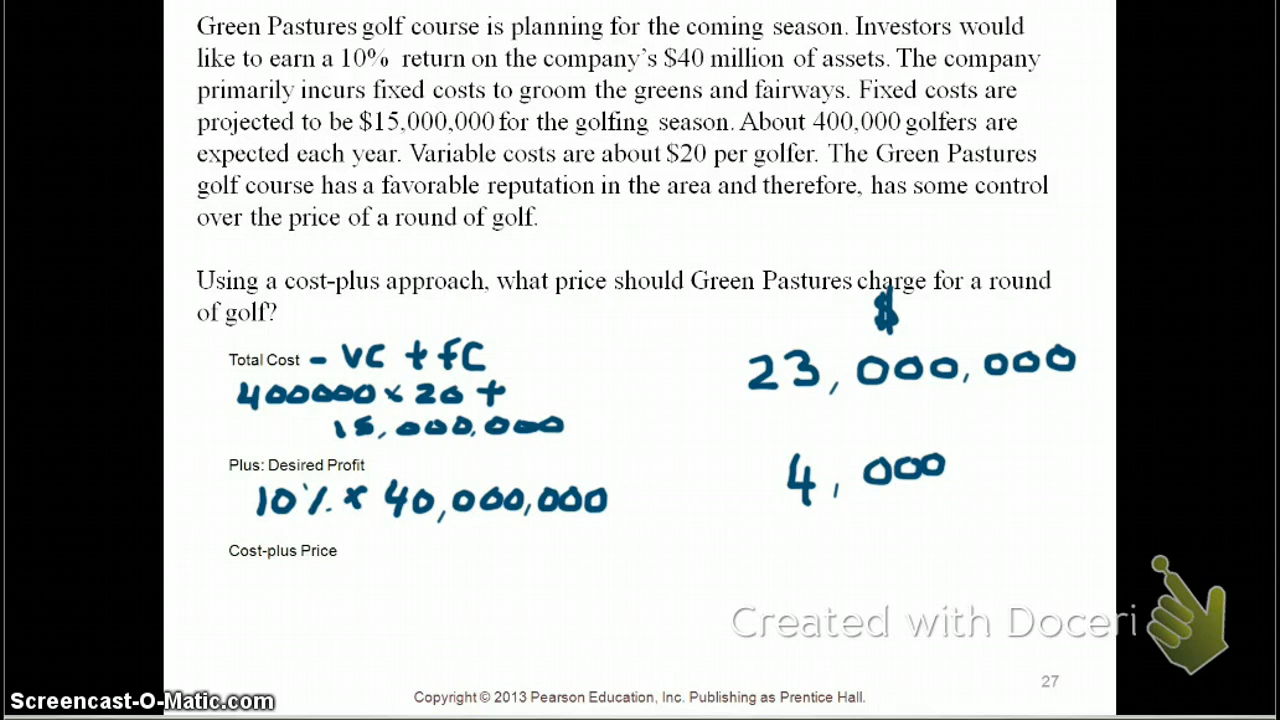 Green Pastures golf course is planning for the coming season. Investors would
like to earn a 10% return on the company's $40 million of assets. The company
primarily incurs fixed costs to groom the greens and fairways. Fixed costs are
projected to be $15,000,000 for the golfing season. About 400,000 golfers are
expected each year. Variable costs are about $20 per golfer. The Green Pastures
golf course has a favorable reputation in the area and therefore, has some control
over the price of a round of golf.
Using a cost-plus approach, what price should Green Pastures charge for a round
of golf?
$
Total Cost - VC + FC
23,000,000
400000 x 20 +
15,000,000
Plus: Desired Profit
4,000
10% x 40,000,000
Cost-plus Price
Created with Doceri
27
Screencast-O-Matic.com
Copyright © 2013 Pearson Education, Inc. Publishing as Prentice Hall.